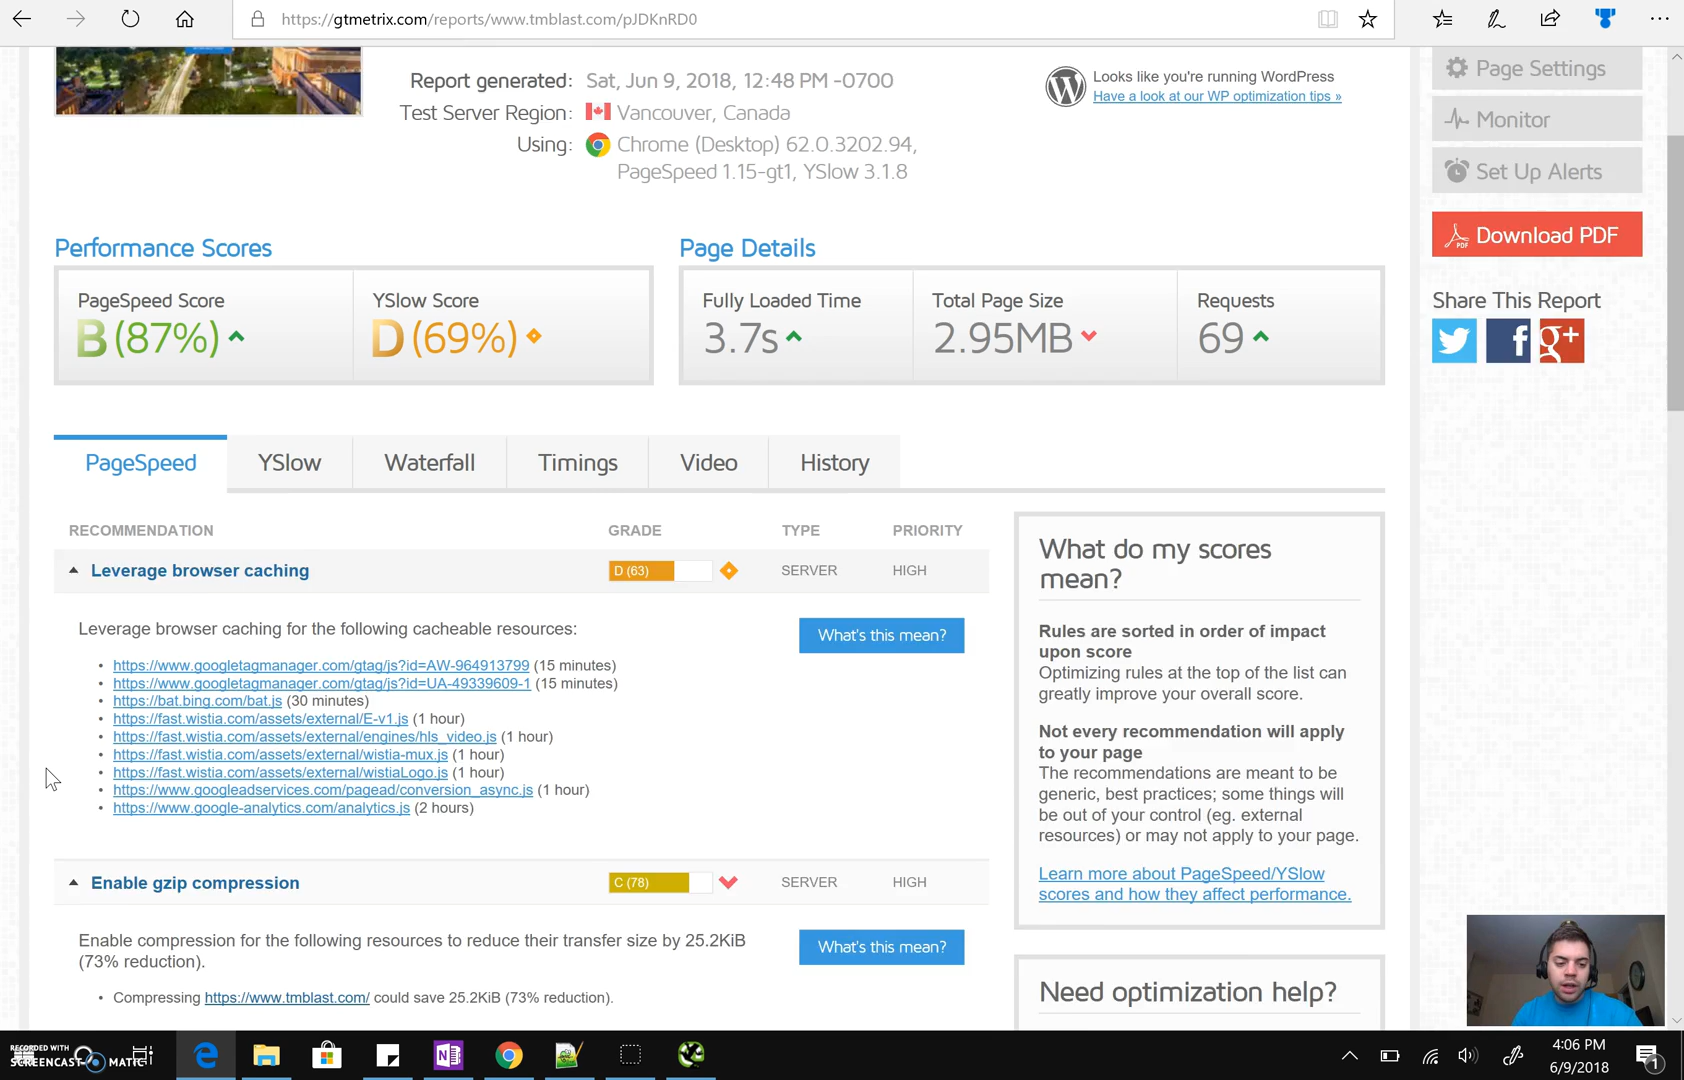 https://gtmetrix.com/reports/www.tmblast.com/pJDKnRD0
Report generated: Sat, Jun 9, 2018, 12:48 PM -0700
Test Server Region: Vancouver, Canada
Using: Chrome (Desktop) 62.0.3202.94,
PageSpeed 1.15-gt1, YSlow 3.1.8
Looks like you're running WordPress
Have a look at our WP optimization tips »
Page Settings
Monitor
Set Up Alerts
Download PDF
Share This Report
Performance Scores
PageSpeed Score
B (87%)
YSlow Score
D (69%)
Page Details
Fully Loaded Time
3.7s
Total Page Size
2.95MB
Requests
69
PageSpeed YSlow Waterfall Timings Video History
RECOMMENDATION GRADE TYPE PRIORITY
Leverage browser caching D (63) SERVER HIGH
Leverage browser caching for the following cacheable resources:
What's this mean?
• https://www.googletagmanager.com/gtag/js?id=AW-964913799 (15 minutes)
• https://www.googletagmanager.com/gtag/js?id=UA-49339609-1 (15 minutes)
• https://bat.bing.com/bat.js (30 minutes)
• https://fast.wistia.com/assets/external/E-v1.js (1 hour)
• https://fast.wistia.com/assets/external/engines/hls_video.js (1 hour)
• https://fast.wistia.com/assets/external/wistia-mux.js (1 hour)
• https://fast.wistia.com/assets/external/wistiaLogo.js (1 hour)
• https://www.googleadservices.com/pagead/conversion_async.js (1 hour)
• https://www.google-analytics.com/analytics.js (2 hours)
Enable gzip compression C (78) SERVER HIGH
Enable compression for the following resources to reduce their transfer size by 25.2KiB
(73% reduction).
What's this mean?
• Compressing https://www.tmblast.com/ could save 25.2KiB (73% reduction).
What do my scores
mean?
Rules are sorted in order of impact
upon score
Optimizing rules at the top of the list can
greatly improve your overall score.
Not every recommendation will apply
to your page
The recommendations are meant to be
generic, best practices; some things will
be out of your control (eg. external
resources) or may not apply to your page.
Learn more about PageSpeed/YSlow
scores and how they affect performance.
Need optimization help?
RECORDED WITH
SCREENCAST MATIC
4:06 PM
6/9/2018
1